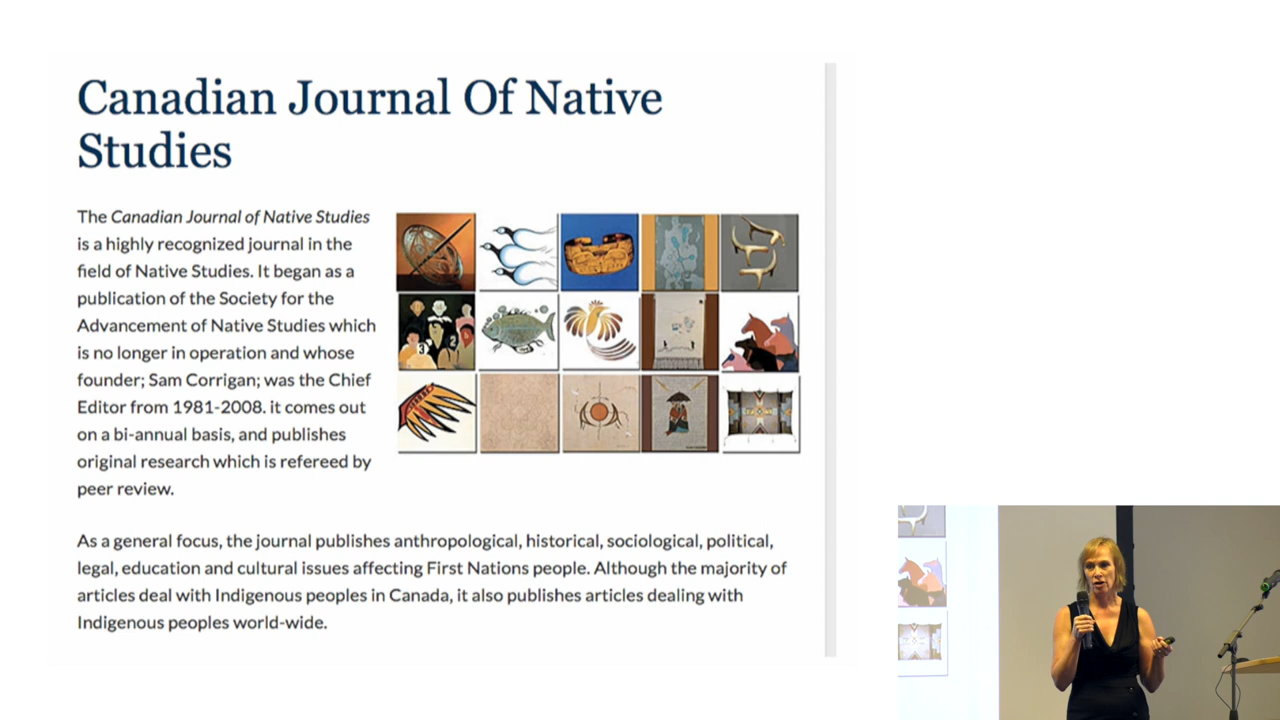 Canadian Journal Of Native
Studies
The Canadian Journal of Native Studies
is a highly recognized journal in the
field of Native Studies. It began as a
publication of the Society for the
Advancement of Native Studies which
is no longer in operation and whose
founder; Sam Corrigan; was the Chief
Editor from 1981-2008. it comes out
on a bi-annual basis, and publishes
original research which is refereed by
peer review.
As a general focus, the journal publishes anthropological, historical, sociological, political,
legal, education and cultural issues affecting First Nations people. Although the majority of
articles deal with Indigenous peoples in Canada, it also publishes articles dealing with
Indigenous peoples world-wide.